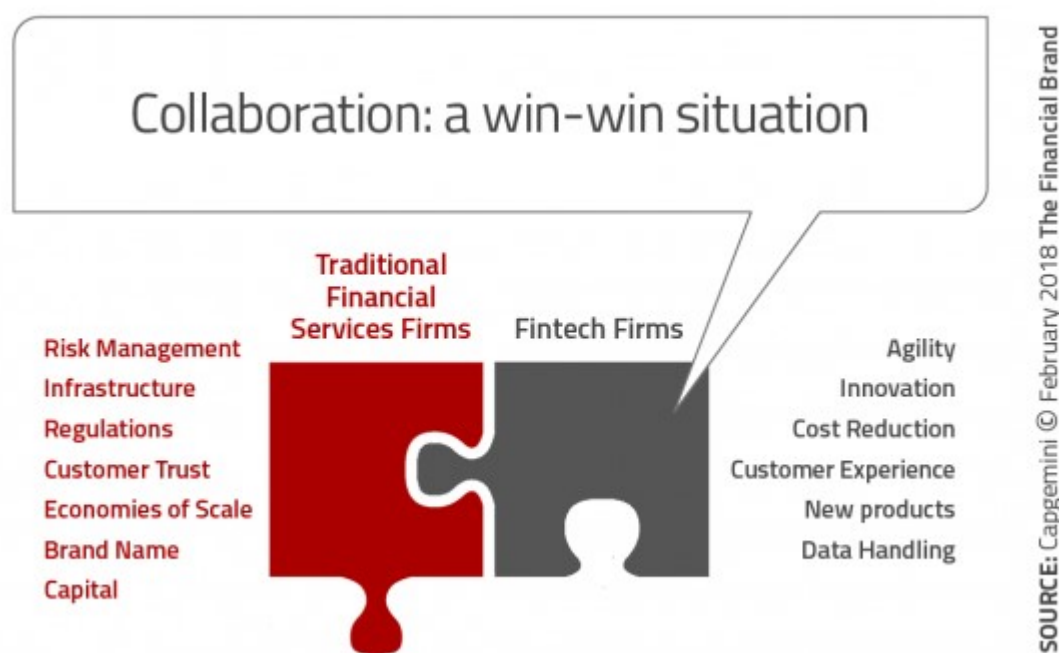 Collaboration: a win-win situation
Traditional
Financial
Services Firms
Fintech Firms
Risk Management
Infrastructure
Regulations
Customer Trust
Economies of Scale
Brand Name
Capital
Agility
Innovation
Cost Reduction
Customer Experience
New products
Data Handling
SOURCE: Capgemini © February 2018 The Financial Brand